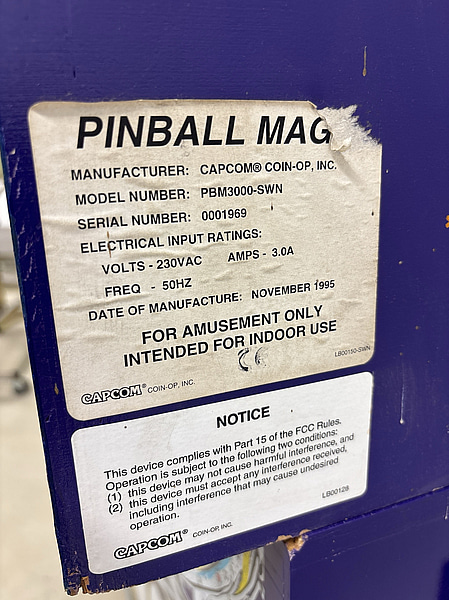 PINBALL MAG
MANUFACTURER: CAPCOM® COIN-OP, INC.
MODEL NUMBER: PBM3000-SWN
SERIAL NUMBER: 0001969
ELECTRICAL INPUT RATINGS:
VOLTS - 230VAC AMPS - 3.0A
FREQ - 50HZ
DATE OF MANUFACTURE: NOVEMBER 1995
FOR AMUSEMENT ONLY
INTENDED FOR INDOOR USE
CE
LB00150-SWN
CAPCOM® COIN-OP, INC.
NOTICE
This device complies with Part 15 of the FCC Rules.
Operation is subject to the following two conditions:
(1) this device may not cause harmful interference, and
(2) this device must accept any interference received,
including interference that may cause undesired
operation.
LB00128
CAPCOM® COIN-OP, INC.